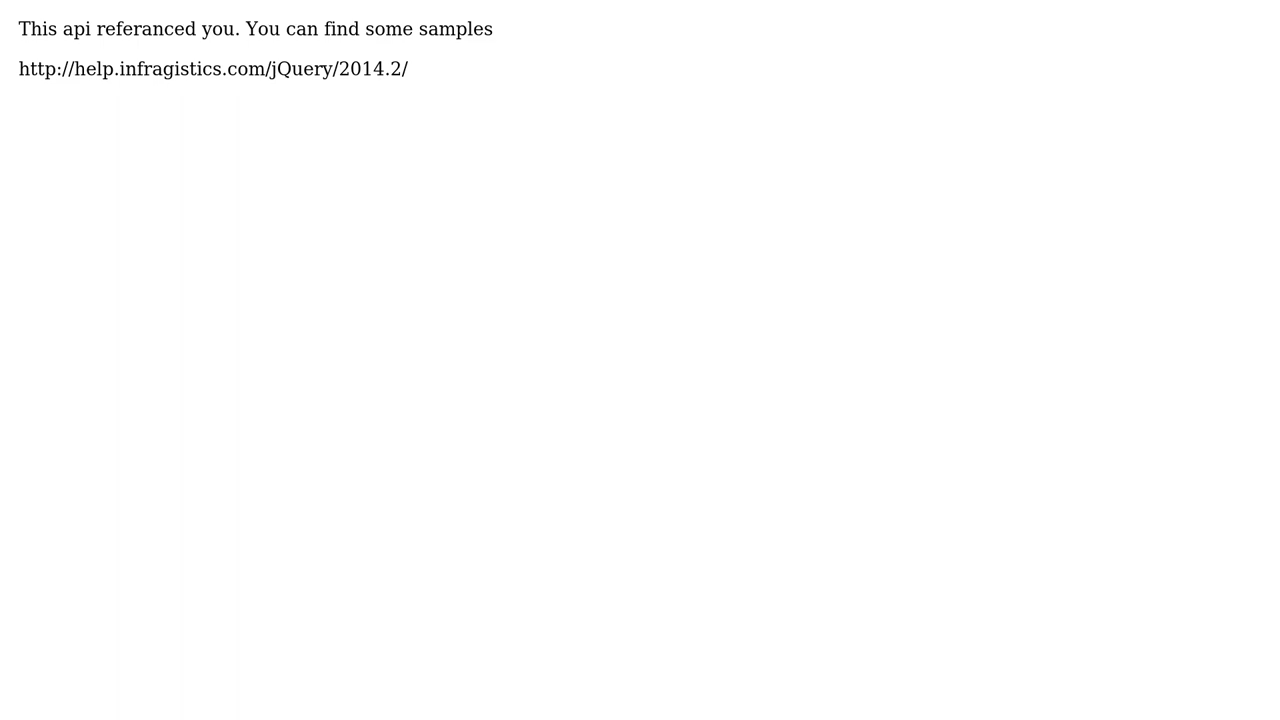 This api referanced you. You can find some samples
http://help.infragistics.com/jQuery/2014.2/